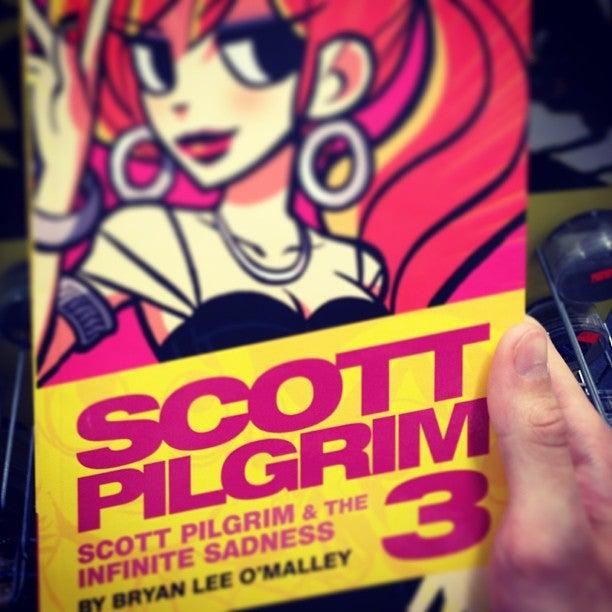 SCOTT
PILGRIM
SCOTT PILGRIM & THE
INFINITE SADNESS
3
BY BRYAN LEE O'MALLEY